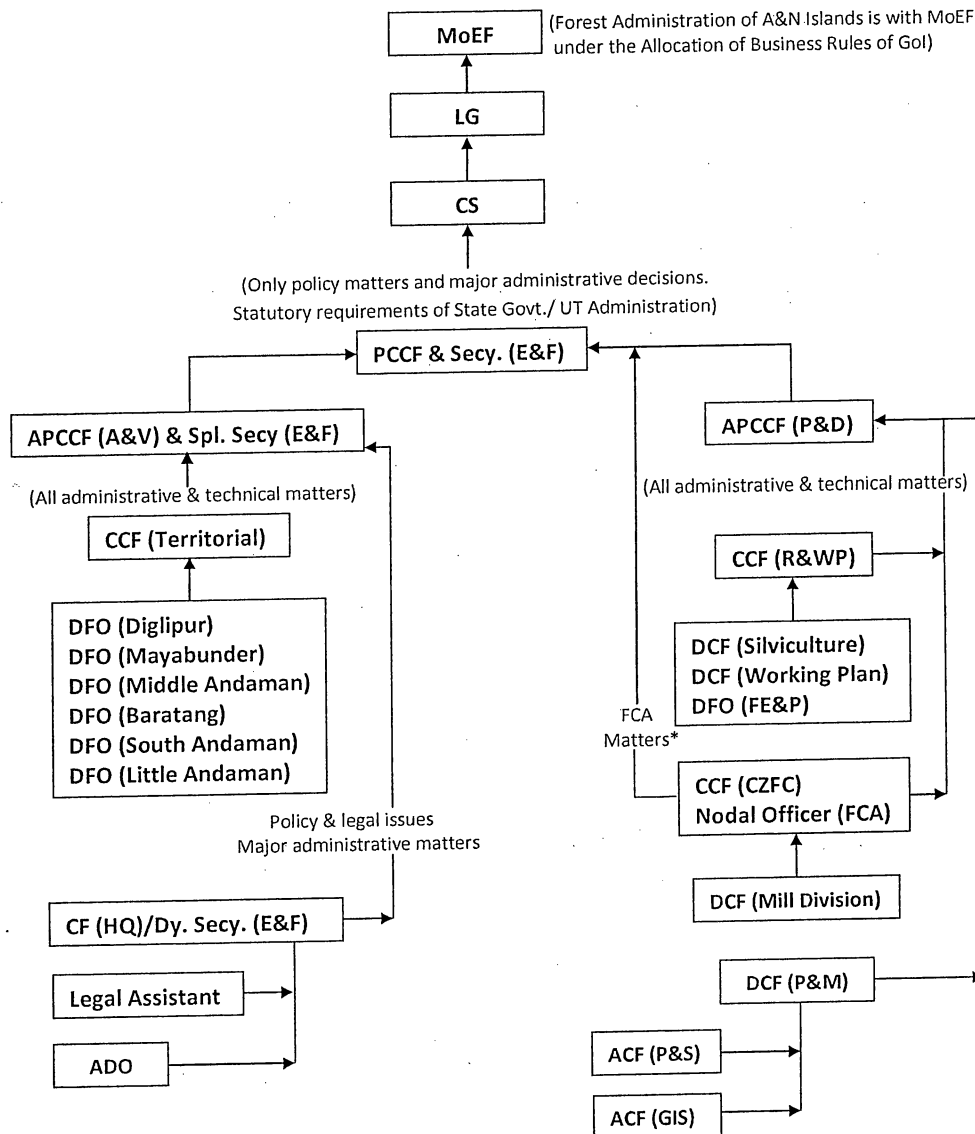 MoEF
(Forest Administration of A&N Islands is with MoEF
under the Allocation of Business Rules of GoI)
LG
CS
(Only policy matters and major administrative decisions.
Statutory requirements of State Govt./ UT Administration)
PCCF & Secy. (E&F)
APCCF (A&V) & Spl. Secy (E&F)
(All administrative & technical matters)
CCF (Territorial)
DFO (Diglipur)
DFO (Mayabunder)
DFO (Middle Andaman)
DFO (Baratang)
DFO (South Andaman)
DFO (Little Andaman)
Policy & legal issues
Major administrative matters
CF (HQ)/Dy. Secy. (E&F)
Legal Assistant
ADO
APCCF (P&D)
(All administrative & technical matters)
CCF (R&WP)
DCF (Silviculture)
DCF (Working Plan)
DFO (FE&P)
FCA
Matters*
CCF (CZFC)
Nodal Officer (FCA)
DCF (Mill Division)
DCF (P&M)
ACF (P&S)
ACF (GIS)